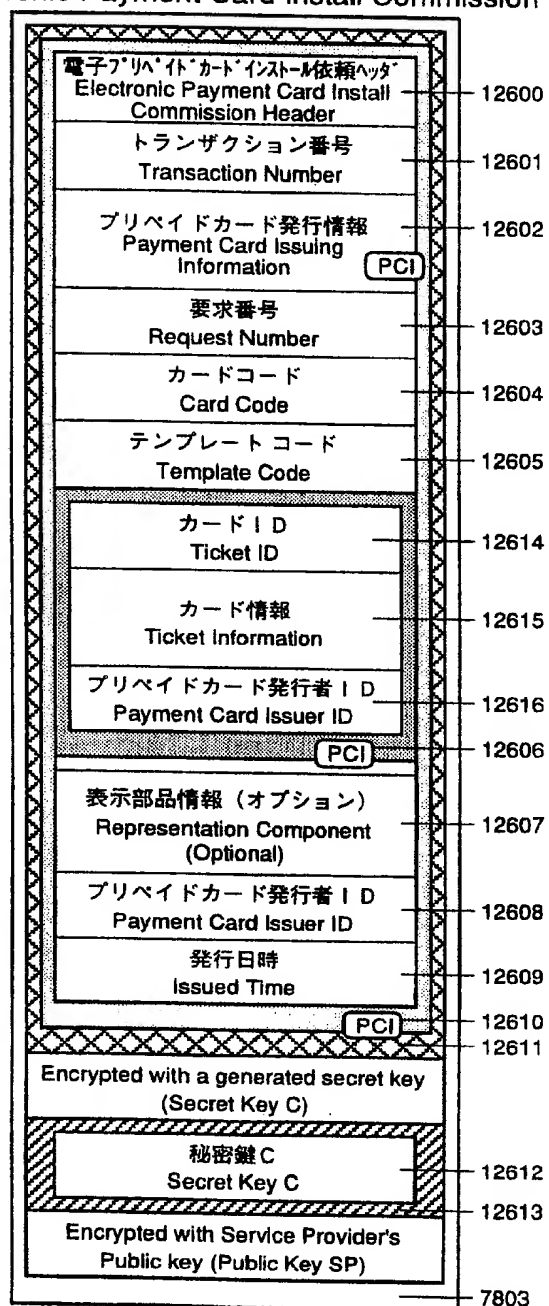 onic Payment Card Install Commission
電子プリペイドカードインストール依頼ヘッダ
Electronic Payment Card Install
Commission Header
12600
トランザクション番号
Transaction Number
12601
プリペイドカード発行情報
Payment Card Issuing
Information
PCI
12602
要求番号
Request Number
12603
カードコード
Card Code
12604
テンプレートコード
Template Code
12605
カードID
Ticket ID
12614
カード情報
Ticket Information
12615
プリペイドカード発行者ID
Payment Card Issuer ID
12616
PCI
12606
表示部品情報（オプション）
Representation Component
(Optional)
12607
プリペイドカード発行者ID
Payment Card Issuer ID
12608
発行日時
Issued Time
12609
PCI
12610
12611
Encrypted with a generated secret key
(Secret Key C)
秘密鍵C
Secret Key C
12612
12613
Encrypted with Service Provider's
Public key (Public Key SP)
7803